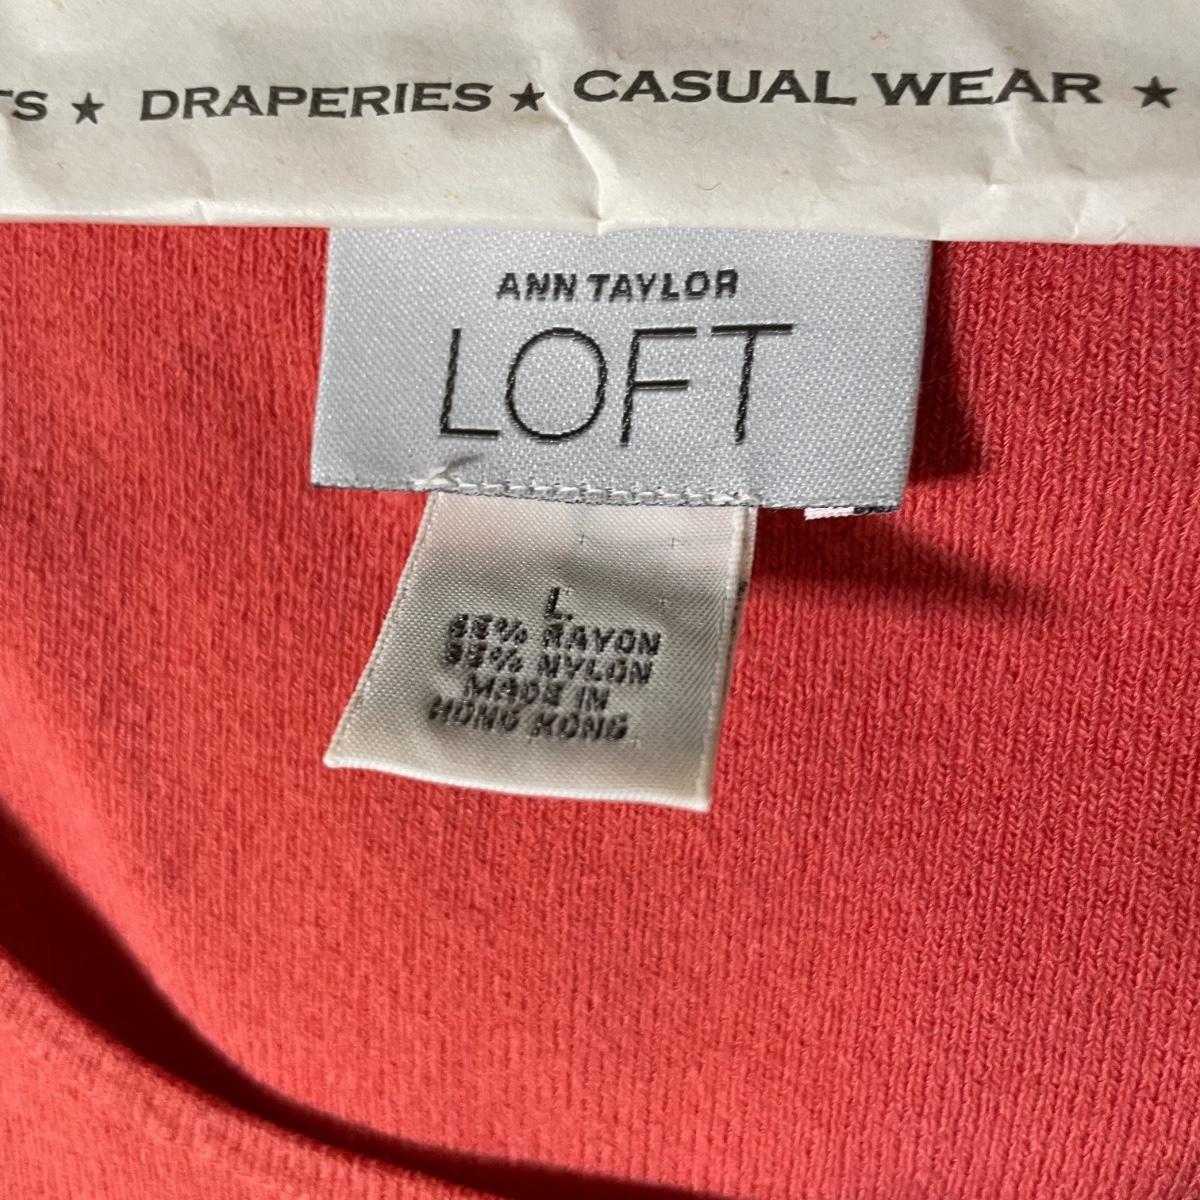 TS ★ DRAPERIES ★ CASUAL WEAR ★
ANN TAYLOR
LOFT
L
RAYON
NYLON
MADE IN
HONG KONG